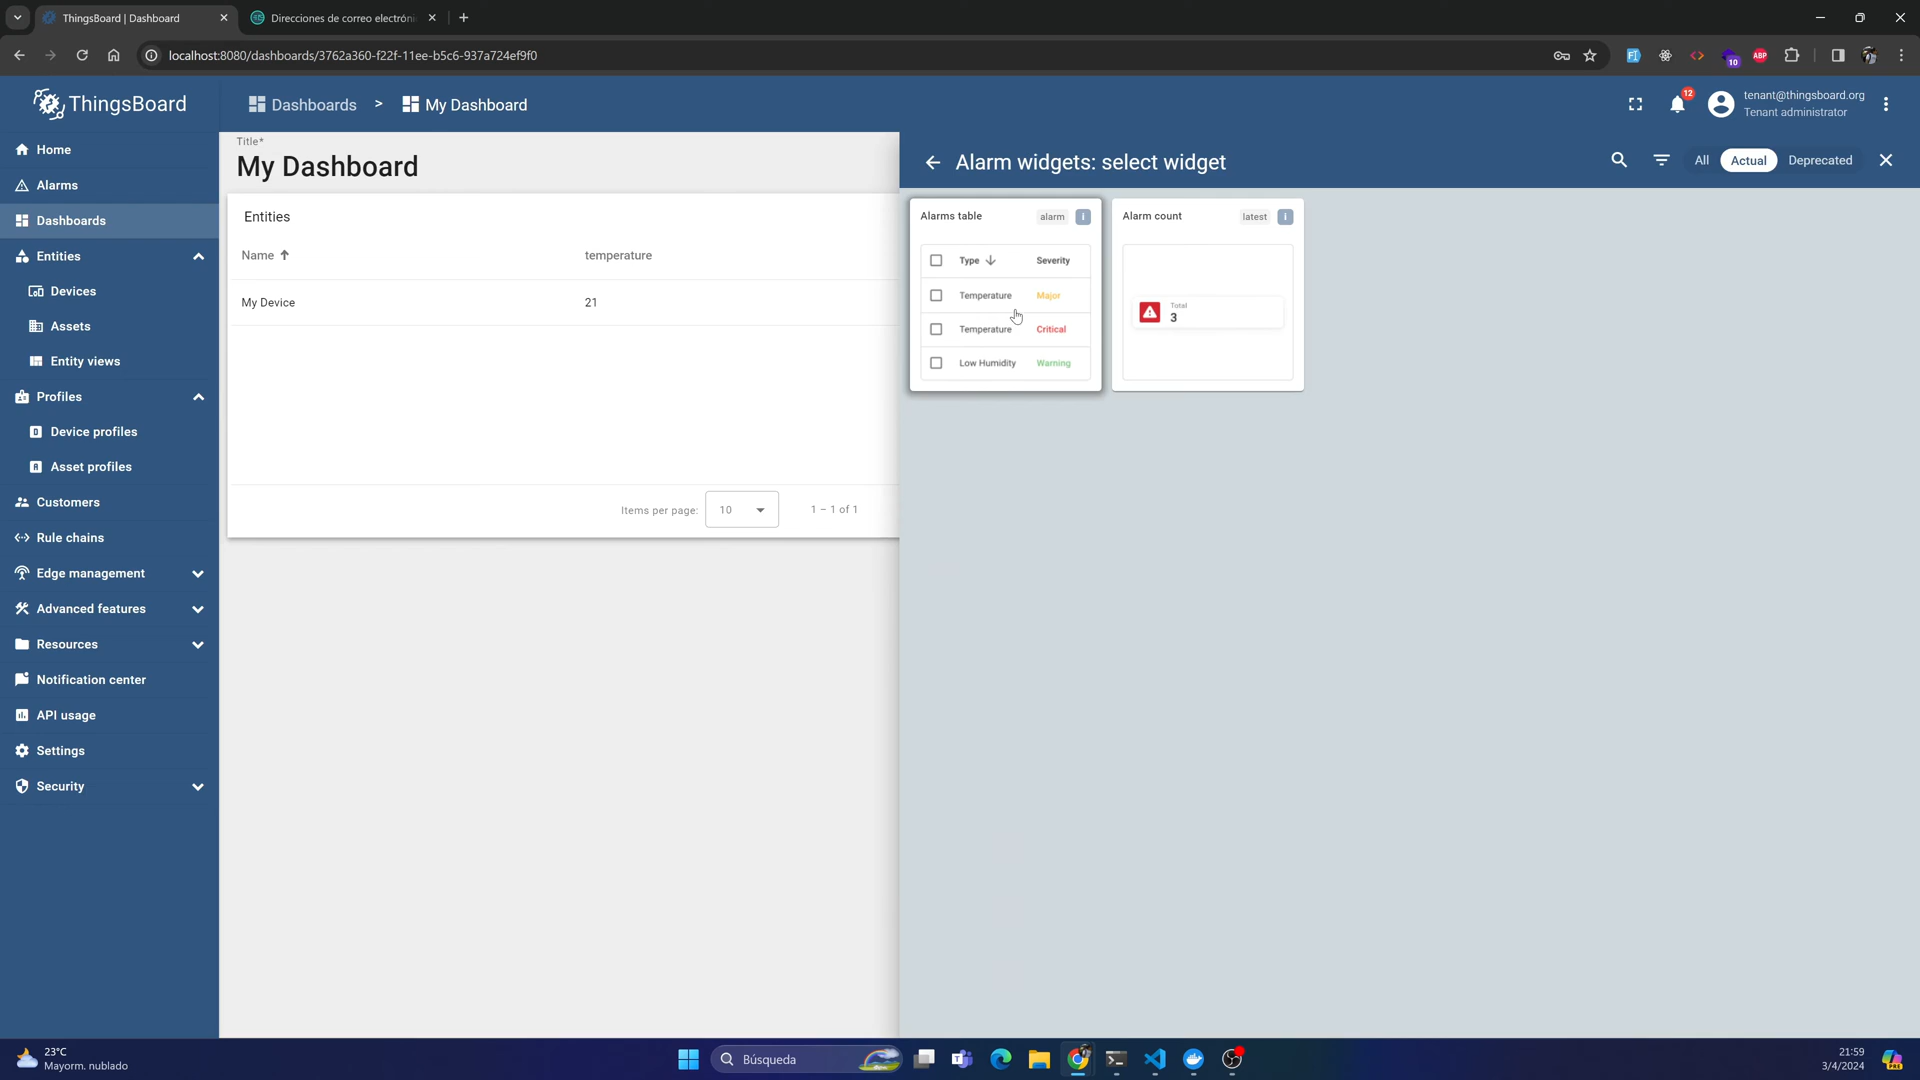 ThingsBoard | Dashboard
Direcciones de correo electróni
localhost:8080/dashboards/3762a360-f22f-11ee-b5c6-937a724ef9f0
10
ABP
ThingsBoard
Dashboards > My Dashboard
12
tenant@thingsboard.org
Tenant administrator
Home
Alarms
Dashboards
Entities
Devices
Assets
Entity views
Profiles
Device profiles
Asset profiles
Customers
Rule chains
Edge management
Advanced features
Resources
Notification center
API usage
Settings
Security
Title*
My Dashboard
Entities
Name temperature
My Device 21
Items per page: 10 1 – 1 of 1
Alarm widgets: select widget
All Actual Deprecated
Alarms table alarm i
Type Severity
Temperature Major
Temperature Critical
Low Humidity Warning
Alarm count latest i
Total
3
23°C
Mayorm. nublado
Búsqueda
21:59
3/4/2024
PRE